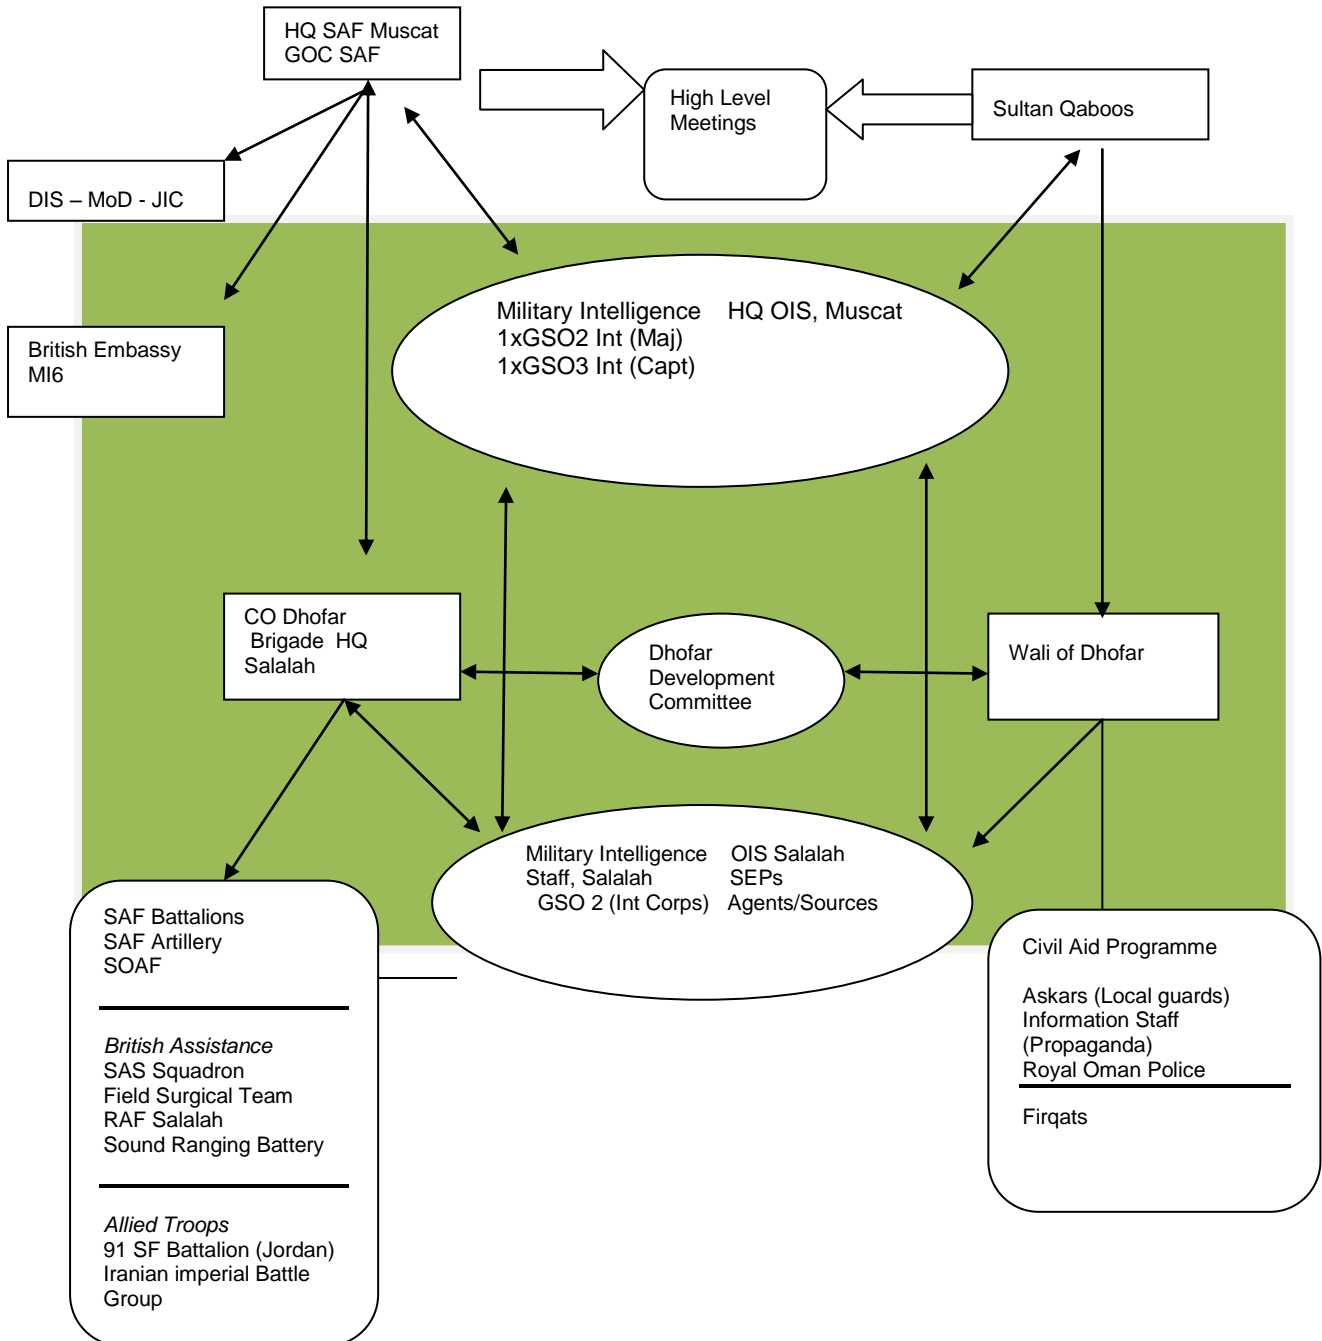 HQ SAF Muscat
GOC SAF
High Level
Meetings
Sultan Qaboos
DIS – MoD - JIC
Military Intelligence HQ OIS, Muscat
1xGSO2 Int (Maj)
1xGSO3 Int (Capt)
British Embassy
MI6
CO Dhofar
Brigade HQ
Salalah
Dhofar
Development
Committee
Wali of Dhofar
Military Intelligence OIS Salalah
Staff, Salalah SEPs
GSO 2 (Int Corps) Agents/Sources
SAF Battalions
SAF Artillery
SOAF
British Assistance
SAS Squadron
Field Surgical Team
RAF Salalah
Sound Ranging Battery
Allied Troops
91 SF Battalion (Jordan)
Iranian imperial Battle
Group
Civil Aid Programme
Askars (Local guards)
Information Staff
(Propaganda)
Royal Oman Police
Firqats